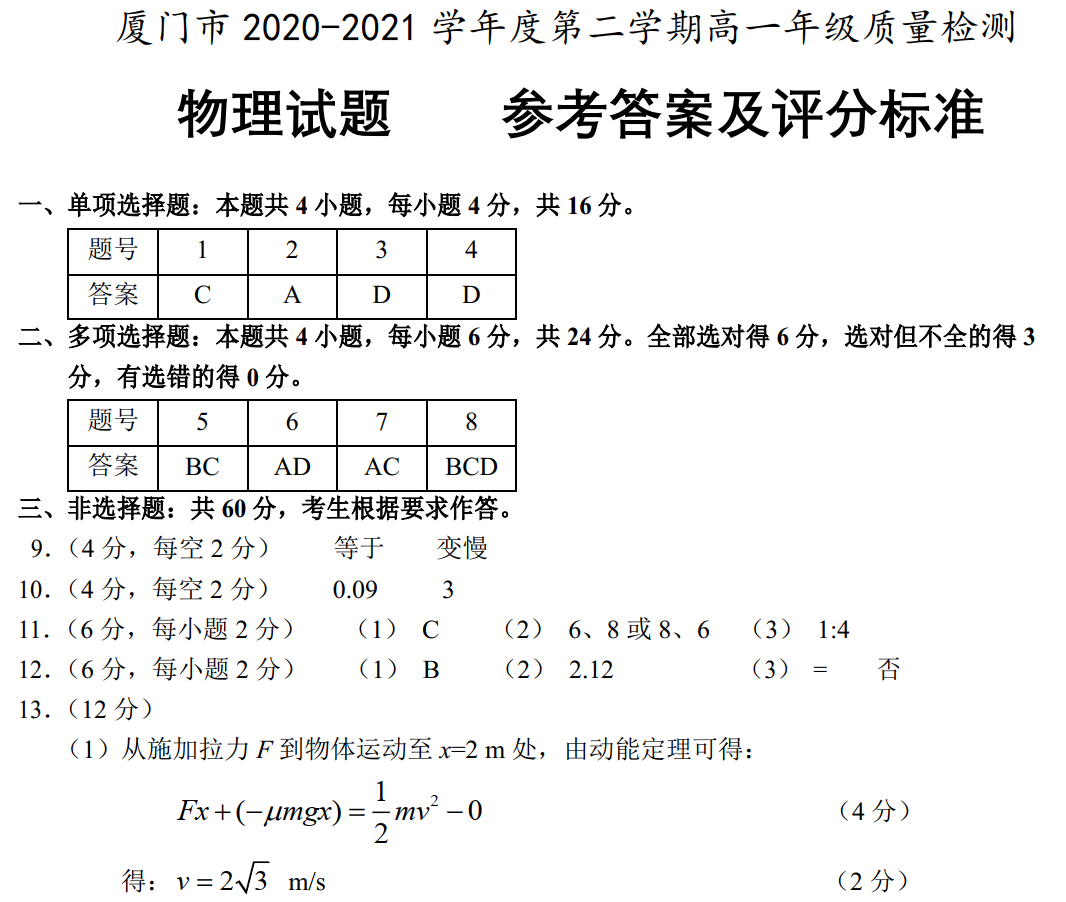 厦门市 2020-2021 学年度第二学期高一年级质量检测
物理试题 参考答案及评分标准
一、单项选择题：本题共 4 小题，每小题 4 分，共 16 分。
题号 1 2 3 4
答案 C A D D
二、多项选择题：本题共 4 小题，每小题 6 分，共 24 分。全部选对得 6 分，选对但不全的得 3
分，有选错的得 0 分。
题号 5 6 7 8
答案 BC AD AC BCD
三、非选择题：共 60 分，考生根据要求作答。
9.（4 分，每空 2 分） 等于 变慢
10.（4 分，每空 2 分） 0.09 3
11.（6 分，每小题 2 分） （1） C （2） 6、8 或 8、6 （3） 1:4
12.（6 分，每小题 2 分） （1） B （2） 2.12 （3） = 否
13.（12 分）
（1）从施加拉力 F 到物体运动至 x=2 m 处，由动能定理可得：
Fx+(−μmgx)=1/2 mv²−0 （4 分）
得：v=2√3 m/s （2 分）